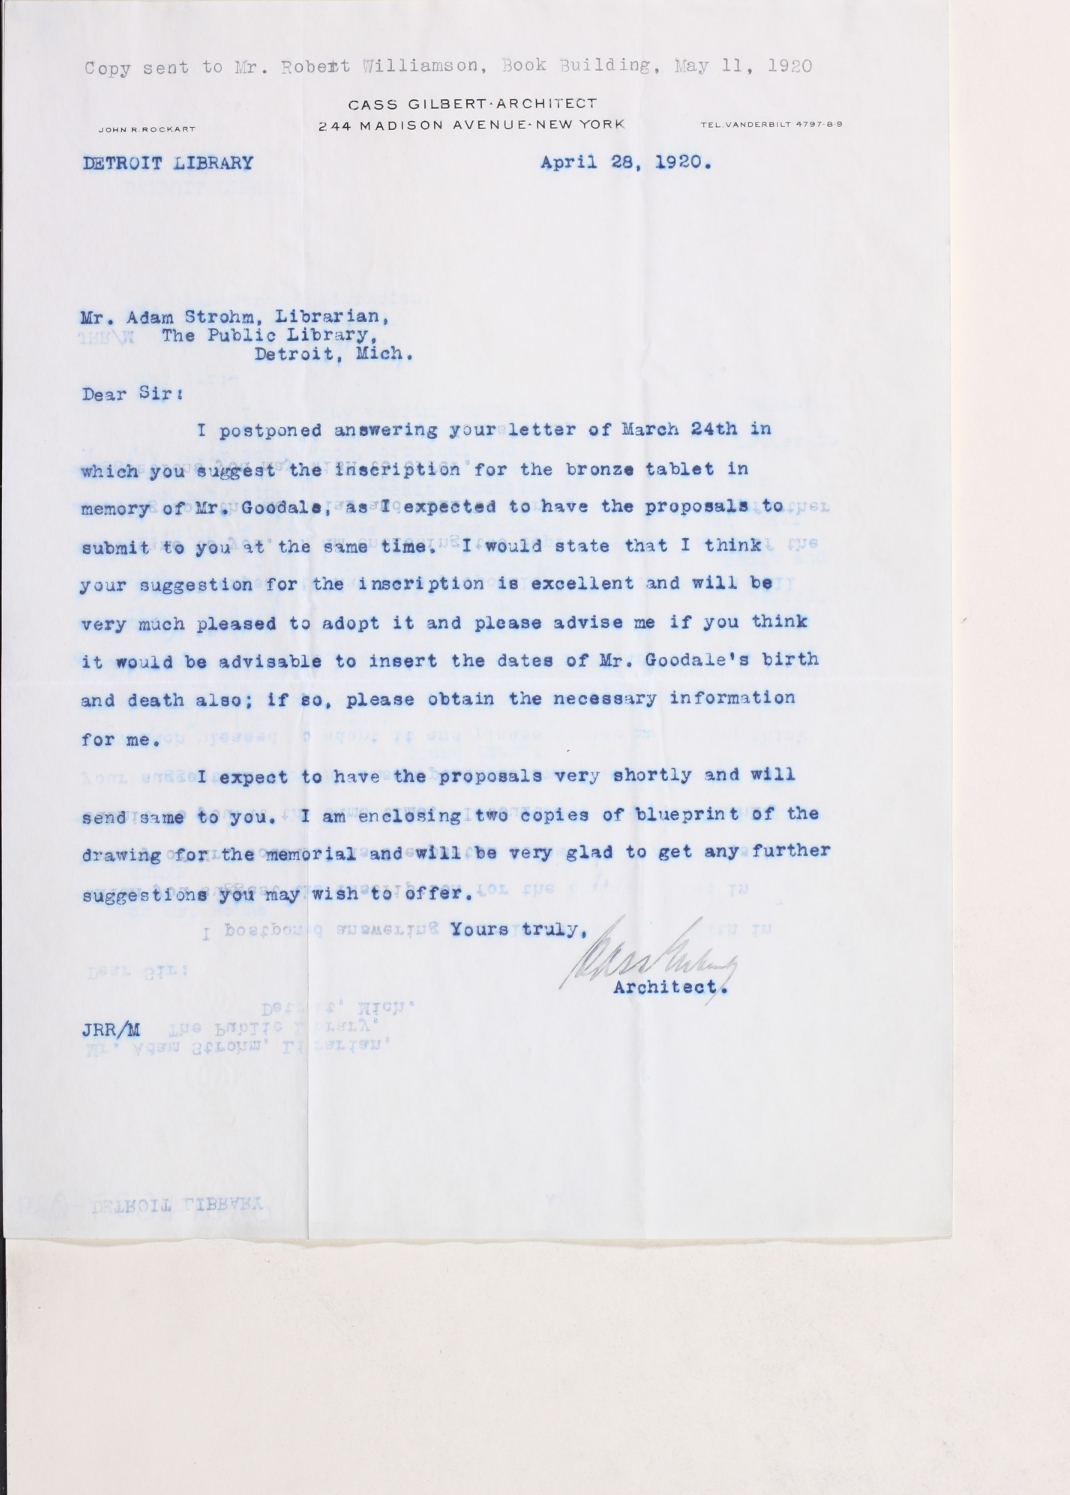 Copy sent to Mr. Robert Williamson, Book Building, May 11, 1920
CASS GILBERT·ARCHITECT
244 MADISON AVENUE·NEW YORK
JOHN R. ROCKART
TEL. VANDERBILT 4797-8-9
DETROIT LIBRARY
April 28, 1920.
Mr. Adam Strohm, Librarian,
The Public Library,
Detroit, Mich.
Dear Sir:
I postponed answering your letter of March 24th in
which you suggest the inscription for the bronze tablet in
memory of Mr. Goodale, as I expected to have the proposals to
submit to you at the same time. I would state that I think
your suggestion for the inscription is excellent and will be
very much pleased to adopt it and please advise me if you think
it would be advisable to insert the dates of Mr. Goodale's birth
and death also; if so, please obtain the necessary information
for me.
I expect to have the proposals very shortly and will
send same to you. I am enclosing two copies of blueprint of the
drawing for the memorial and will be very glad to get any further
suggestions you may wish to offer.
Yours truly,
Cass Gilbert
Architect.
JRR/M